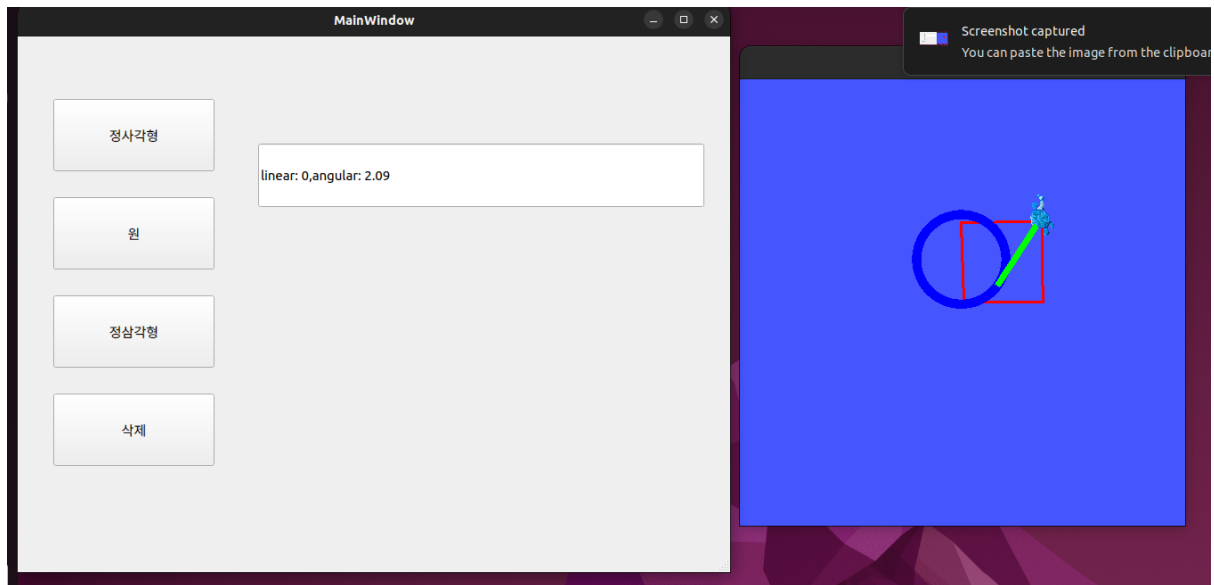 MainWindow
정사각형
원
정삼각형
삭제
linear: 0,angular: 2.09
Screenshot captured
You can paste the image from the clipboar